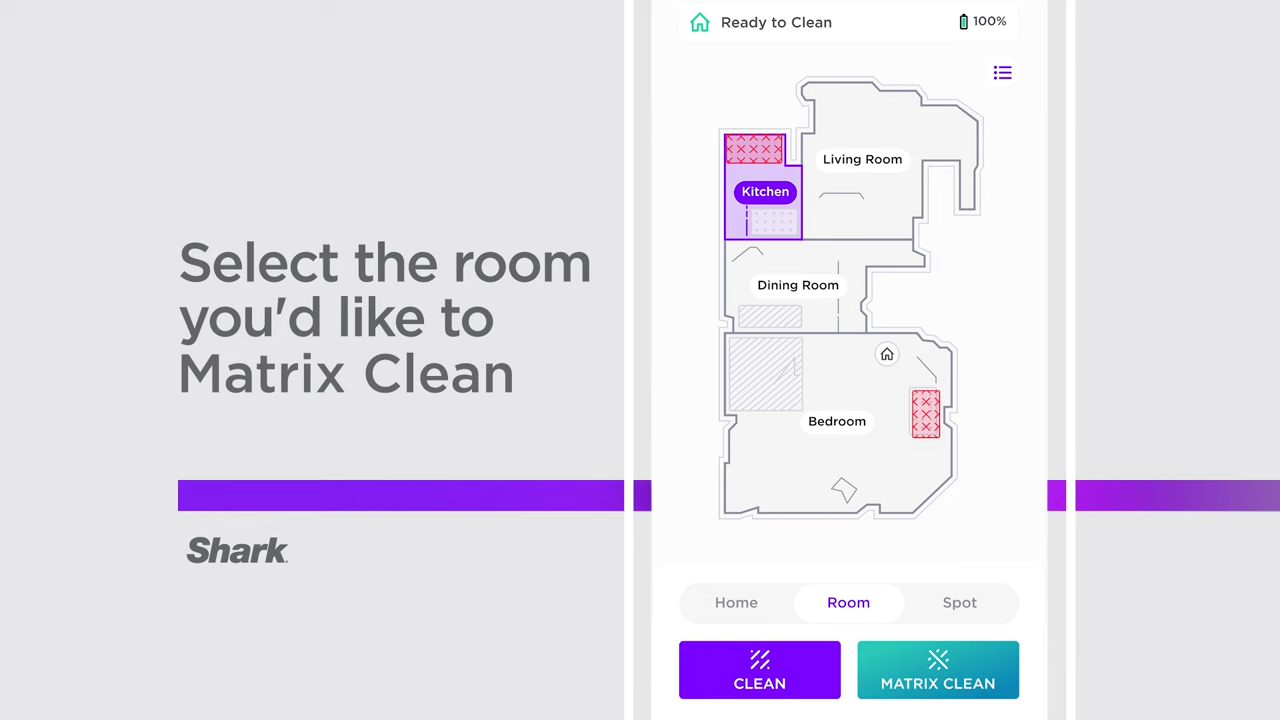 Select the room
you'd like to
Matrix Clean
Shark
Ready to Clean
100%
Living Room
Kitchen
Dining Room
Bedroom
Home
Room
Spot
CLEAN
MATRIX CLEAN